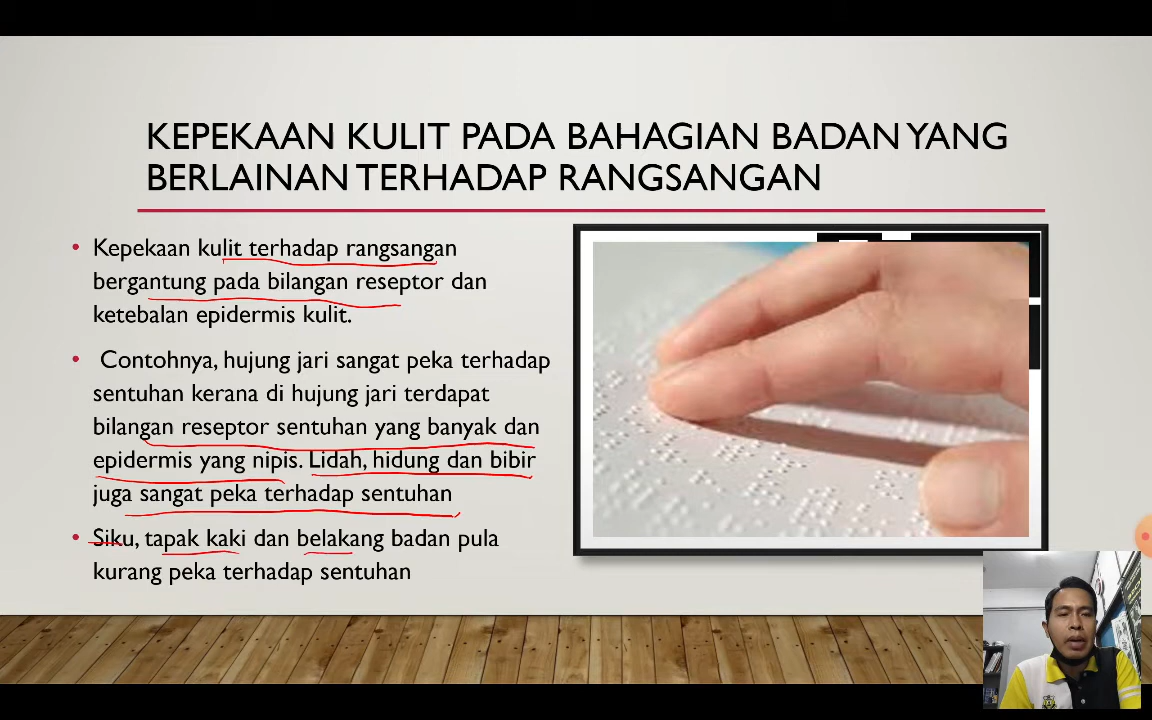 KEPEKAAN KULIT PADA BAHAGIAN BADAN YANG
BERLAINAN TERHADAP RANGSANGAN
• Kepekaan kulit terhadap rangsangan
bergantung pada bilangan reseptor dan
ketebalan epidermis kulit.
• Contohnya, hujung jari sangat peka terhadap
sentuhan kerana di hujung jari terdapat
bilangan reseptor sentuhan yang banyak dan
epidermis yang nipis. Lidah, hidung dan bibir
juga sangat peka terhadap sentuhan
• Siku, tapak kaki dan belakang badan pula
kurang peka terhadap sentuhan